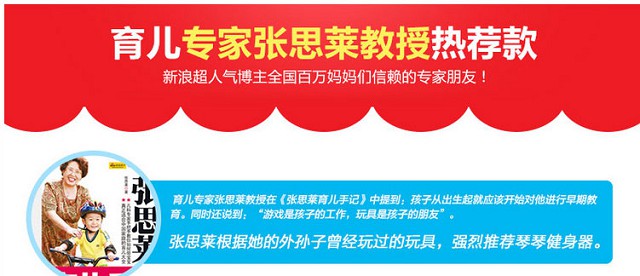 育儿专家张思莱教授热荐款
新浪超人气博主全国百万妈妈们信赖的专家朋友！
张思莱
育儿专家张思莱教授在《张思莱育儿手记》中提到；孩子从出生起就应该开始对他进行早期教
育。同时还说到；“游戏是孩子的工作，玩具是孩子的朋友”。
张思莱根据她的外孙子曾经玩过的玩具，强烈推荐琴琴健身器。